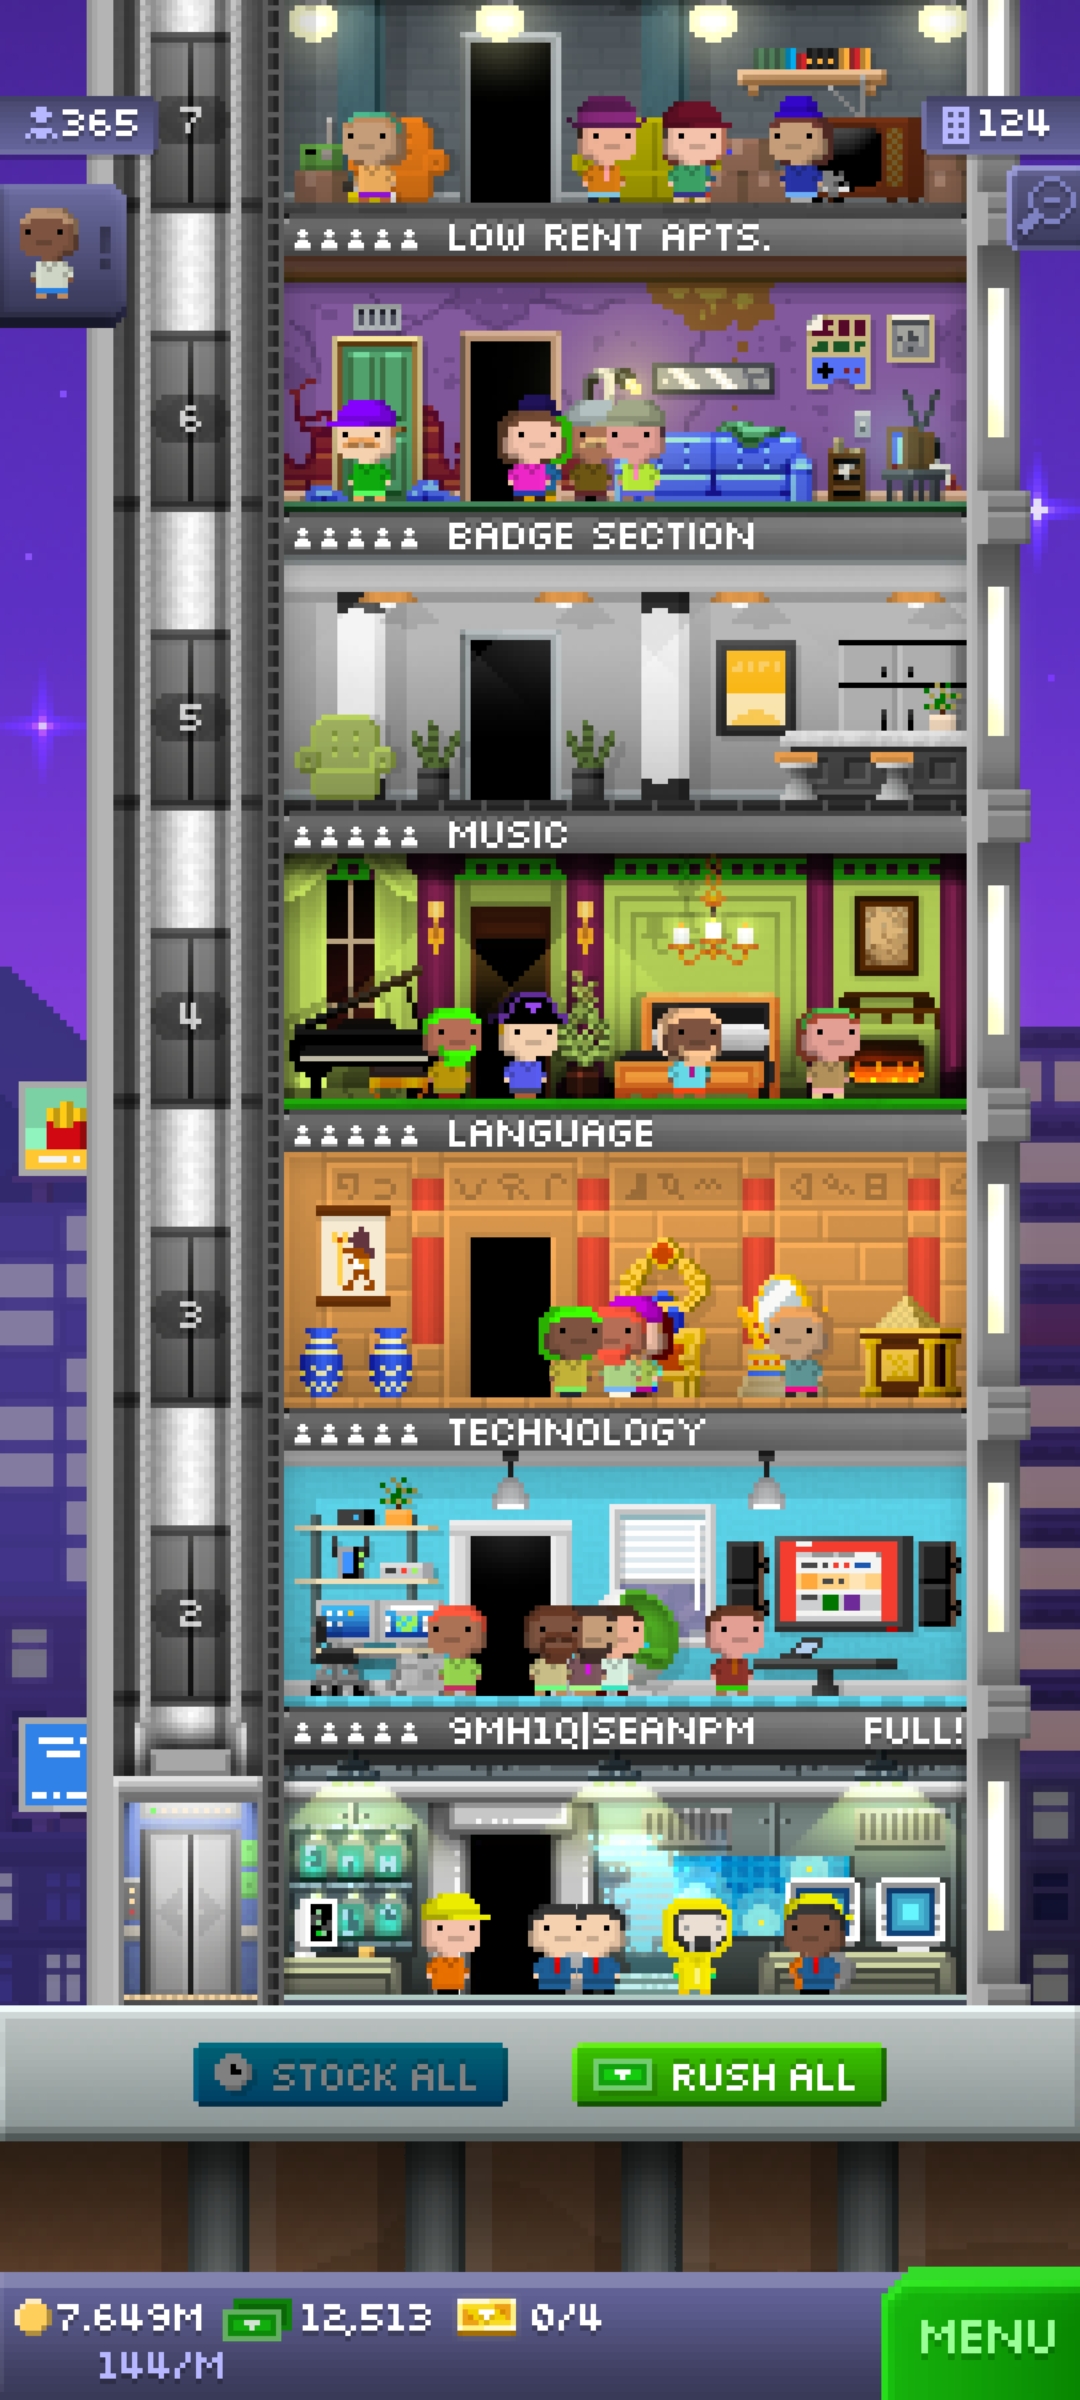 365
7
124
!
LOW RENT APTS.
6
BADGE SECTION
5
MUSIC
4
LANGUAGE
3
TECHNOLOGY
2
9MH1Q|SEANPM FULL!
STOCK ALL
RUSH ALL
7.649M 12,513 0/4
144/M
MENU